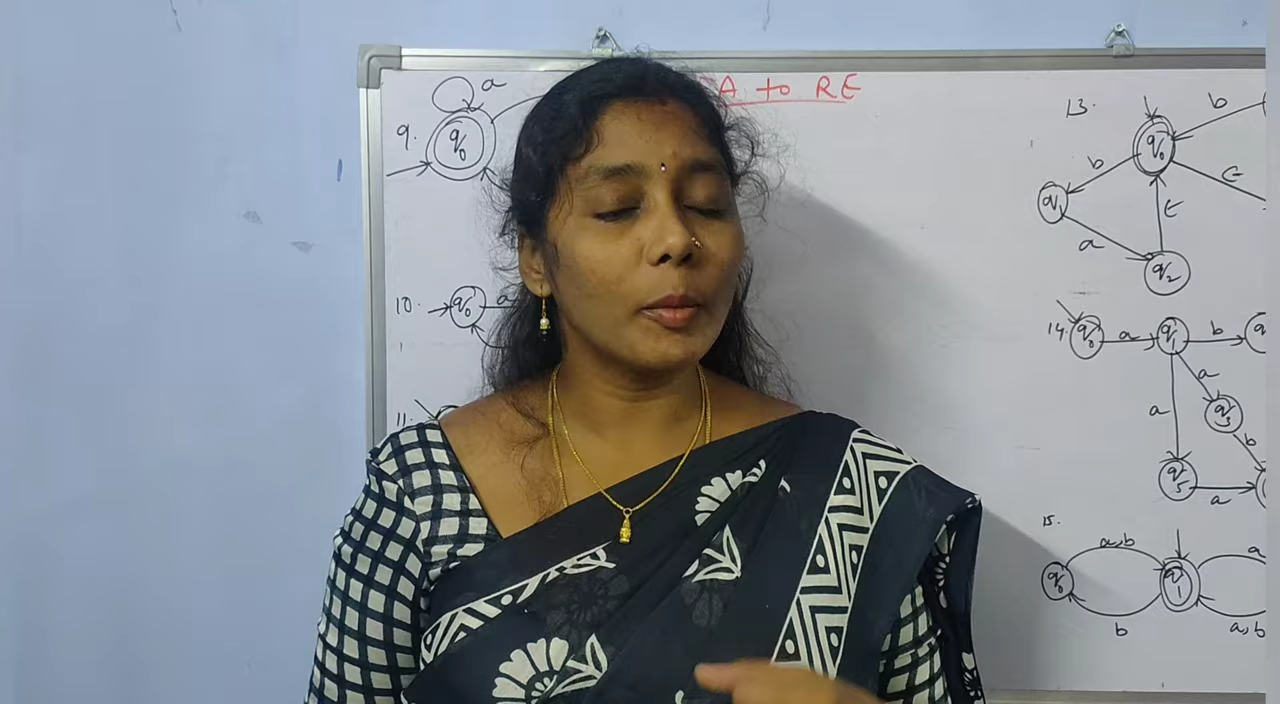 A to RE
9.
a
q0
10.
q0
a
11.
13.
b
q0
b
ε
q1
ε
a
q2
14.
q0
a
q1
b
a
a
q3
b
q5
a
15.
a,b
a
q0
q1
b
a,b